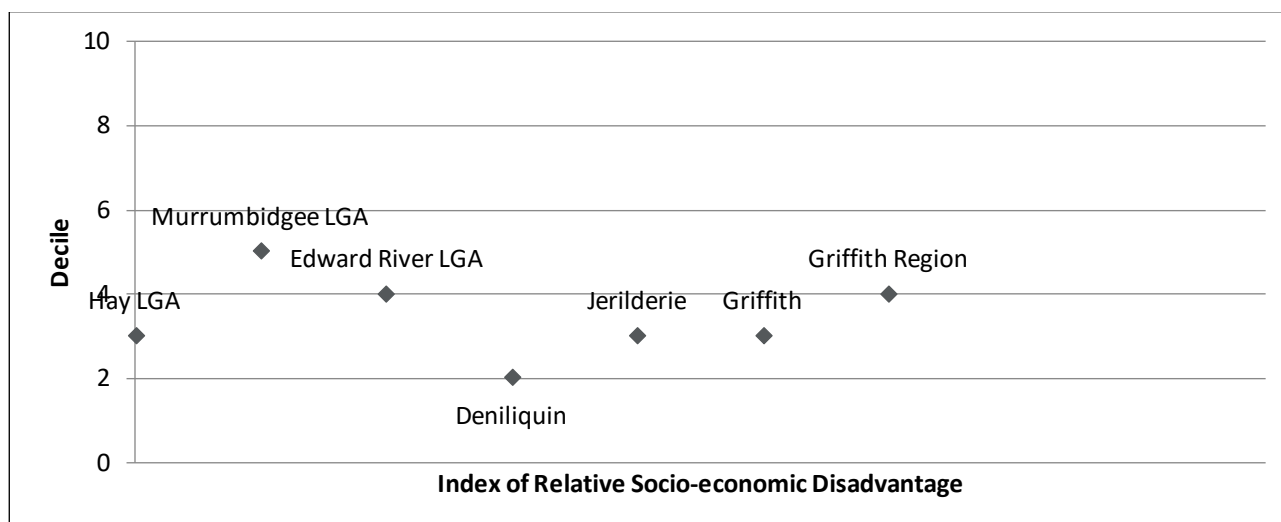 10
8
6
4
2
0
Decile
Hay LGA
Murrumbidgee LGA
Edward River LGA
Deniliquin
Jerilderie
Griffith
Griffith Region
Index of Relative Socio-economic Disadvantage